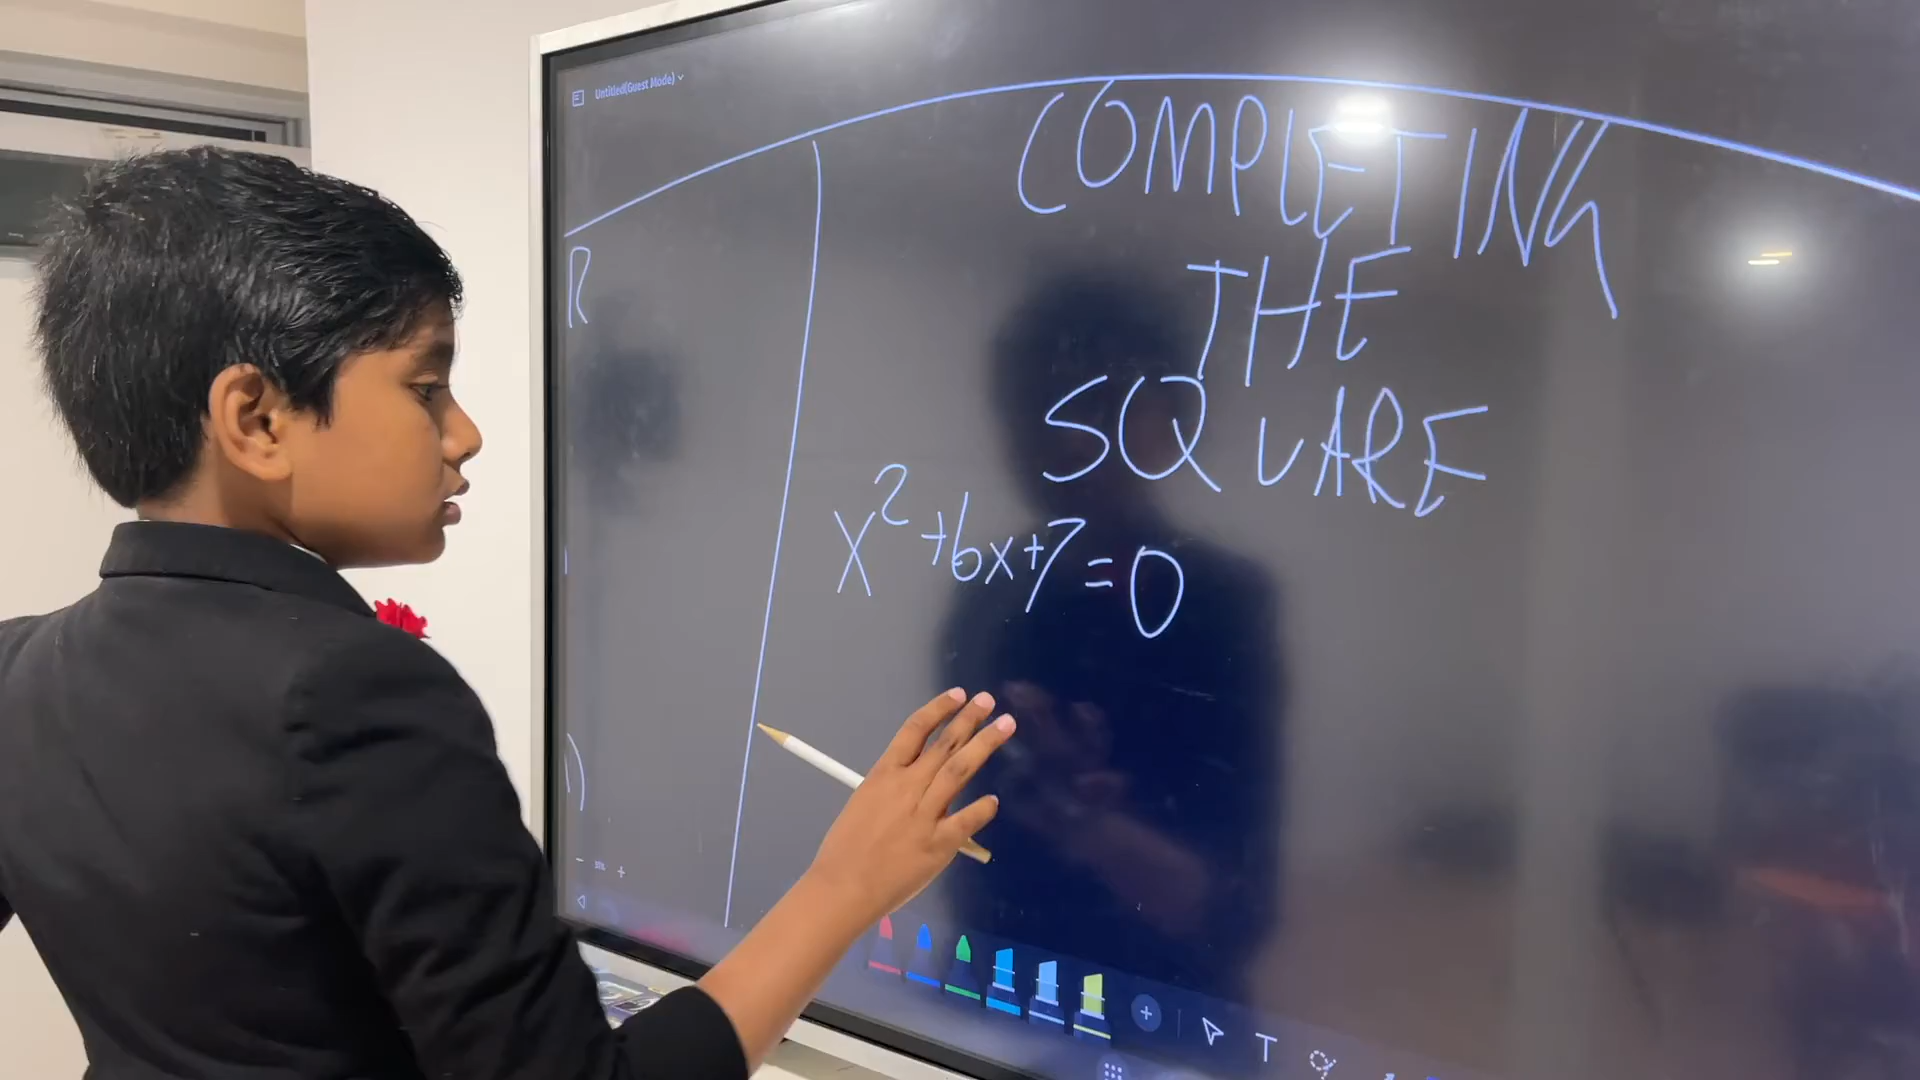 Untitled(Guest Mode)
COMPLETING
THE
SQUARE
R
x² +6x+7=0
T